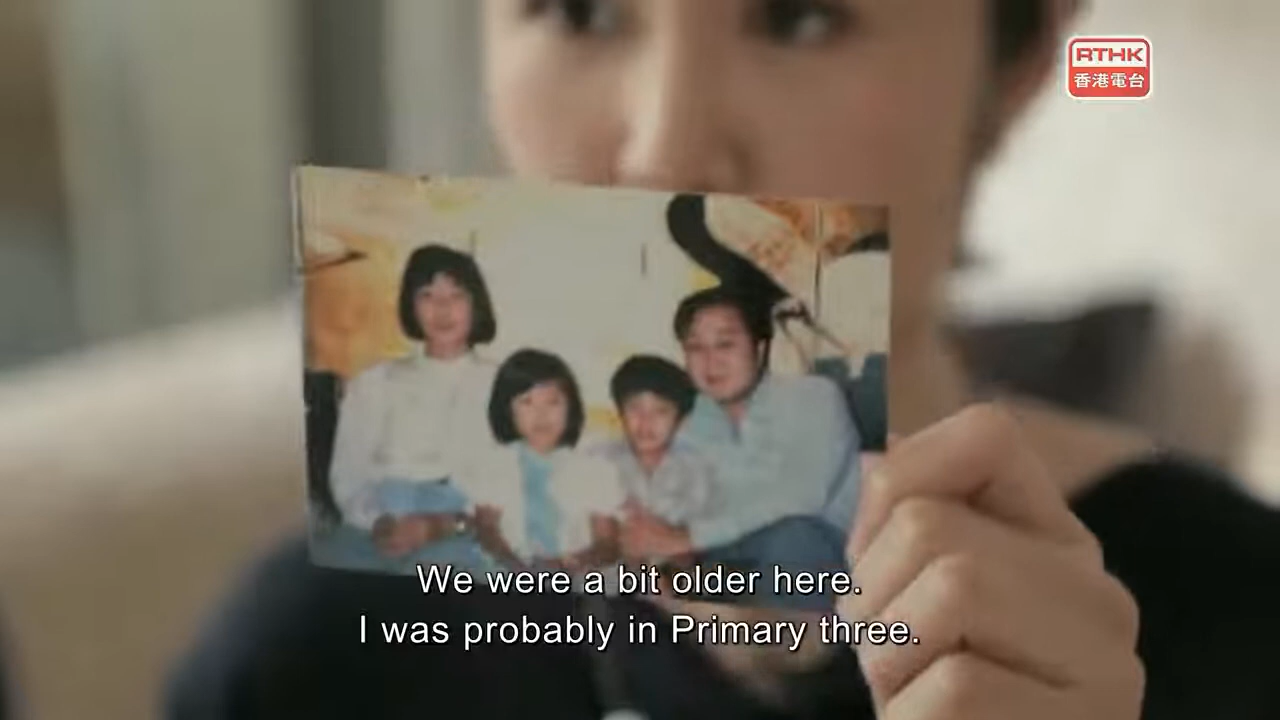 RTHK
香港電台
We were a bit older here.
I was probably in Primary three.